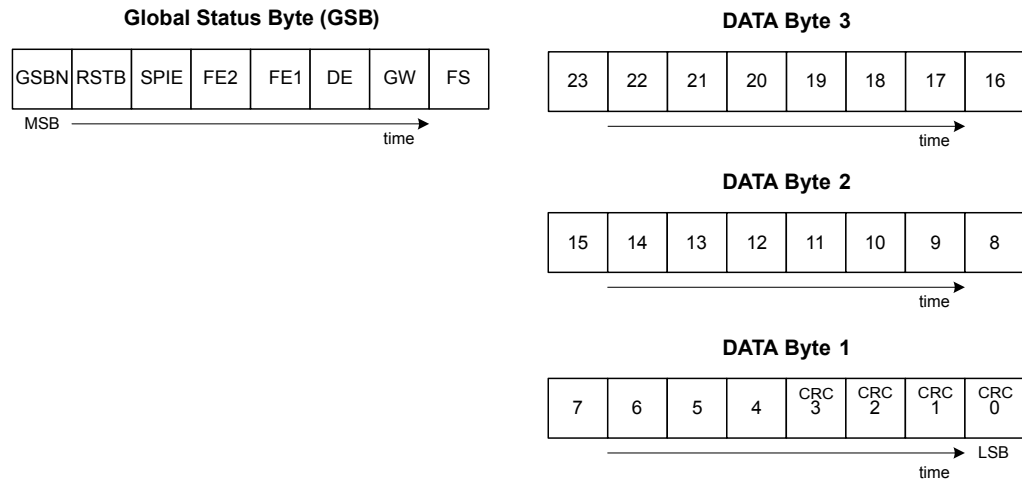 Global Status Byte (GSB)
GSBN RSTB SPIE FE2 FE1 DE GW FS
MSB
time
DATA Byte 3
23 22 21 20 19 18 17 16
time
DATA Byte 2
15 14 13 12 11 10 9 8
time
DATA Byte 1
7 6 5 4 CRC 3 CRC 2 CRC 1 CRC 0
LSB
time